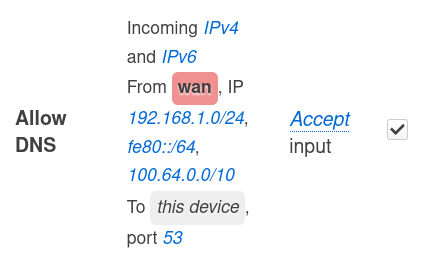 Allow
DNS
Incoming IPv4
and IPv6
From wan, IP
192.168.1.0/24,
fe80::/64,
100.64.0.0/10
To this device,
port 53
Accept
input